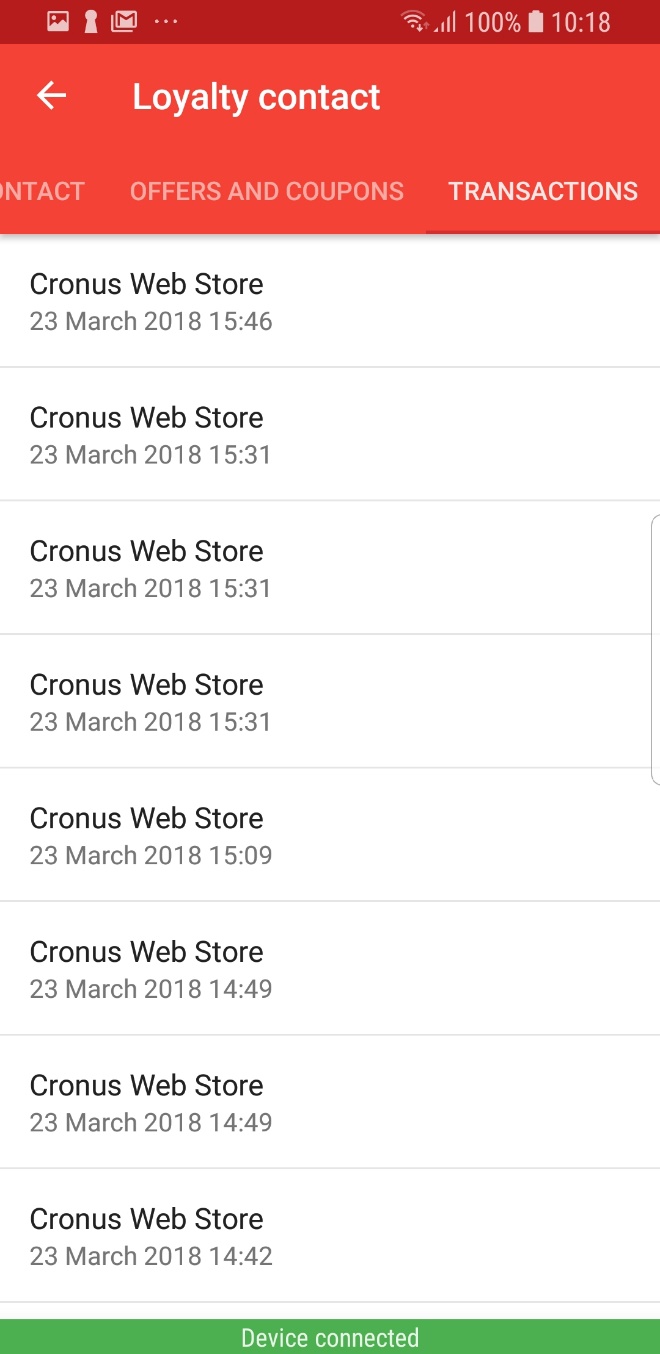 100% 10:18
Loyalty contact
ONTACT OFFERS AND COUPONS TRANSACTIONS
Cronus Web Store
23 March 2018 15:46
Cronus Web Store
23 March 2018 15:31
Cronus Web Store
23 March 2018 15:31
Cronus Web Store
23 March 2018 15:31
Cronus Web Store
23 March 2018 15:09
Cronus Web Store
23 March 2018 14:49
Cronus Web Store
23 March 2018 14:49
Cronus Web Store
23 March 2018 14:42
Device connected